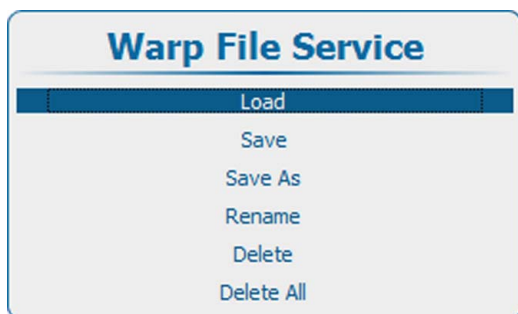 Warp File Service
Load
Save
Save As
Rename
Delete
Delete All